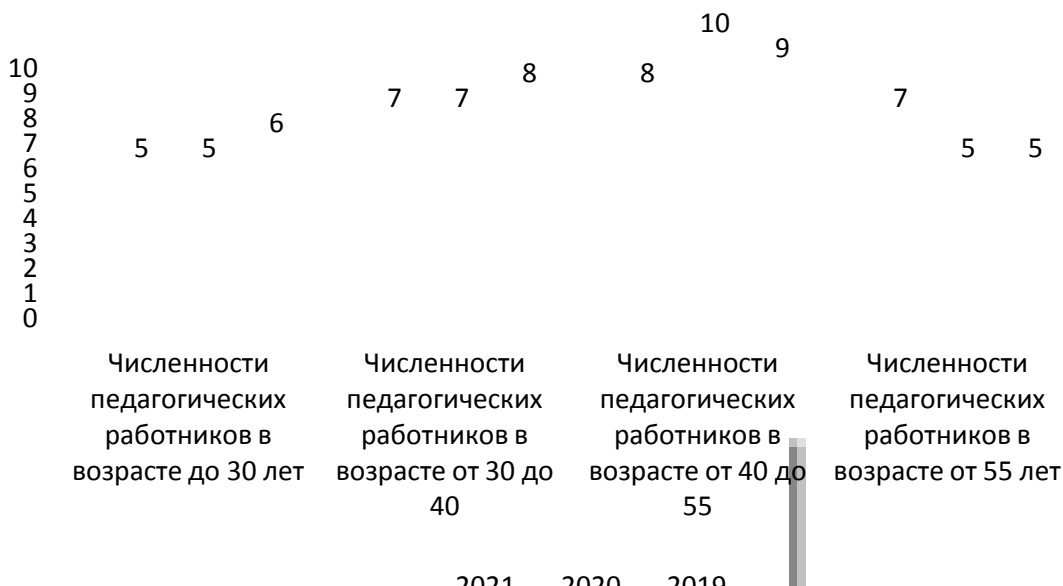 10
9
8
7
6
5
4
3
2
1
0
5 5 6
7 7 8
8 10 9
7 5 5
Численности
педагогических
работников в
возрасте до 30 лет
Численности
педагогических
работников в
возрасте от 30 до
40
Численности
педагогических
работников в
возрасте от 40 до
55
Численности
педагогических
работников в
возрасте от 55 лет
2021 2020 2019